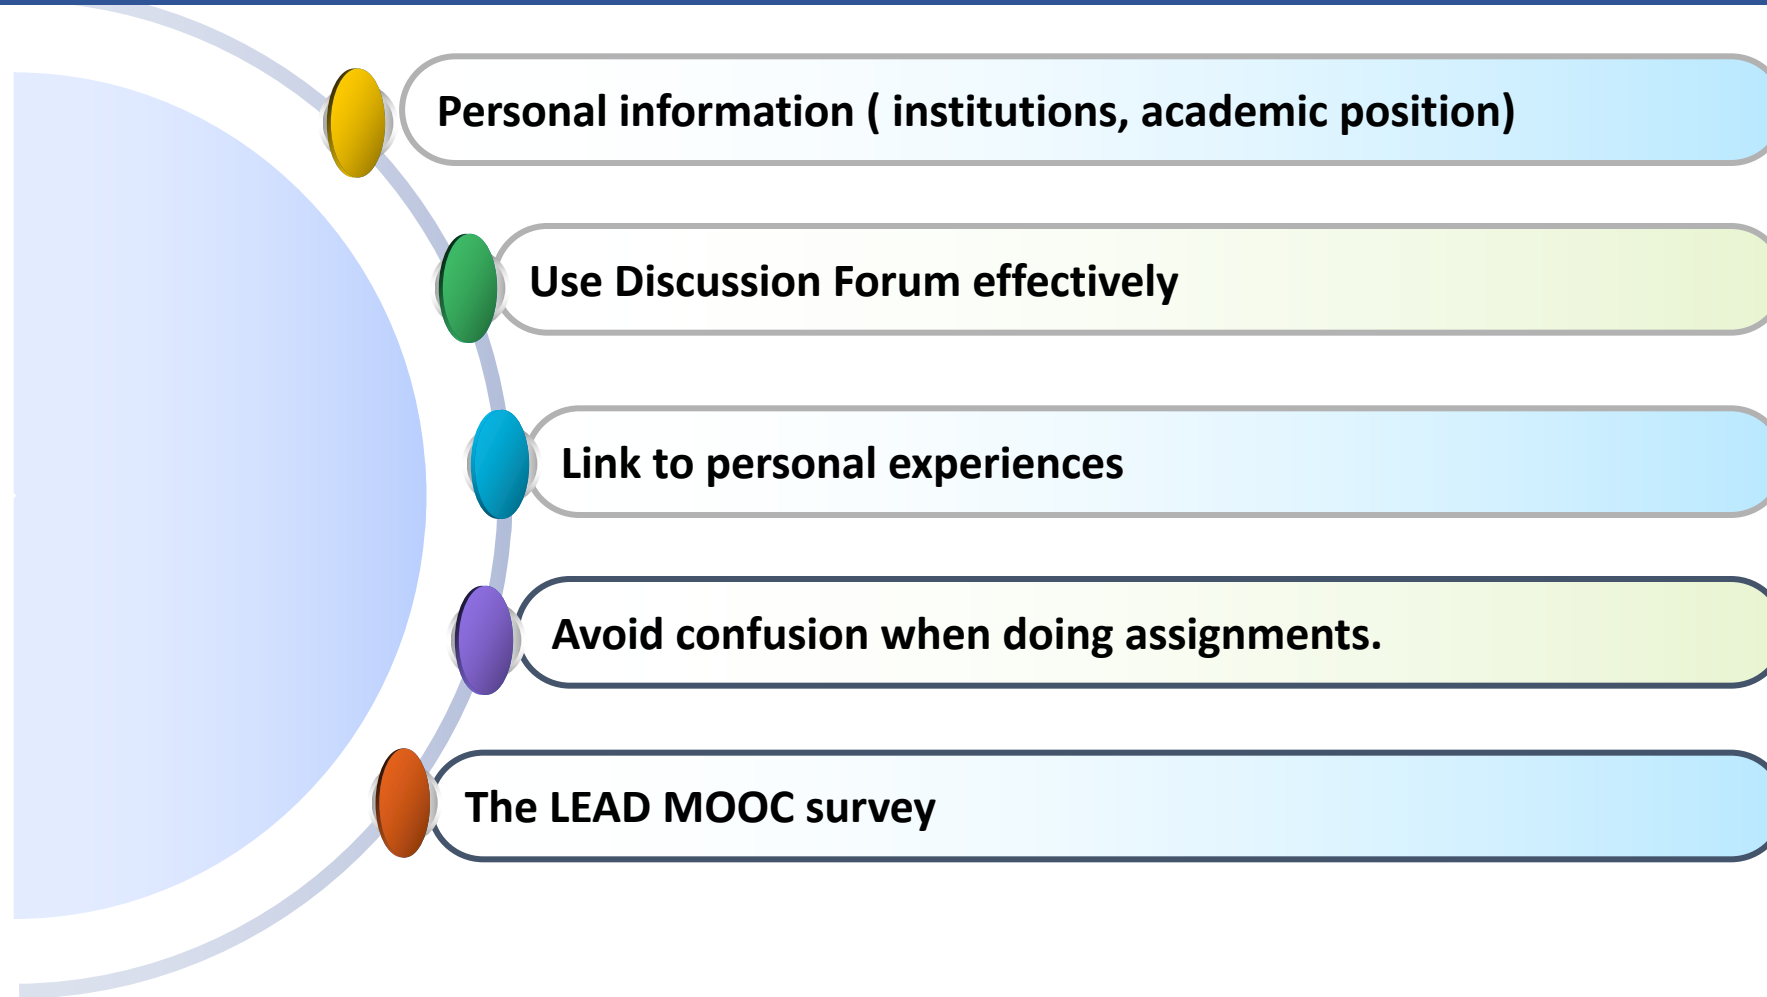 Personal information ( institutions, academic position)
Use Discussion Forum effectively
Link to personal experiences
Avoid confusion when doing assignments.
The LEAD MOOC survey